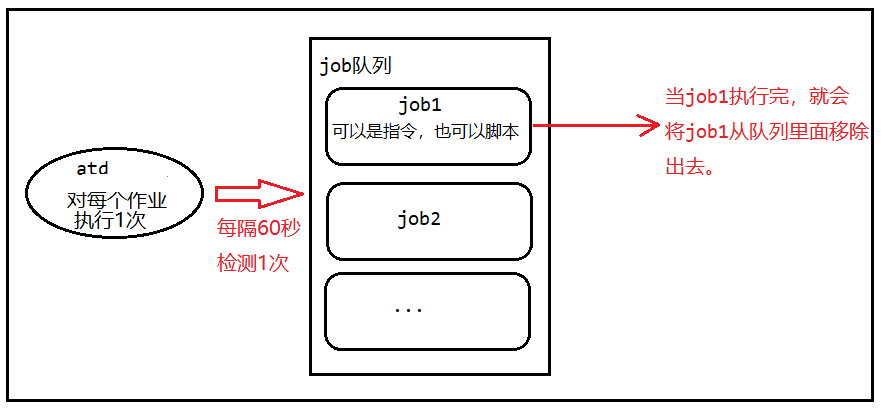 job队列
job1
可以是指令，也可以脚本
当job1执行完，就会
将job1从队列里面移除
出去。
atd
对每个作业
执行1次
每隔60秒
检测1次
job2
...